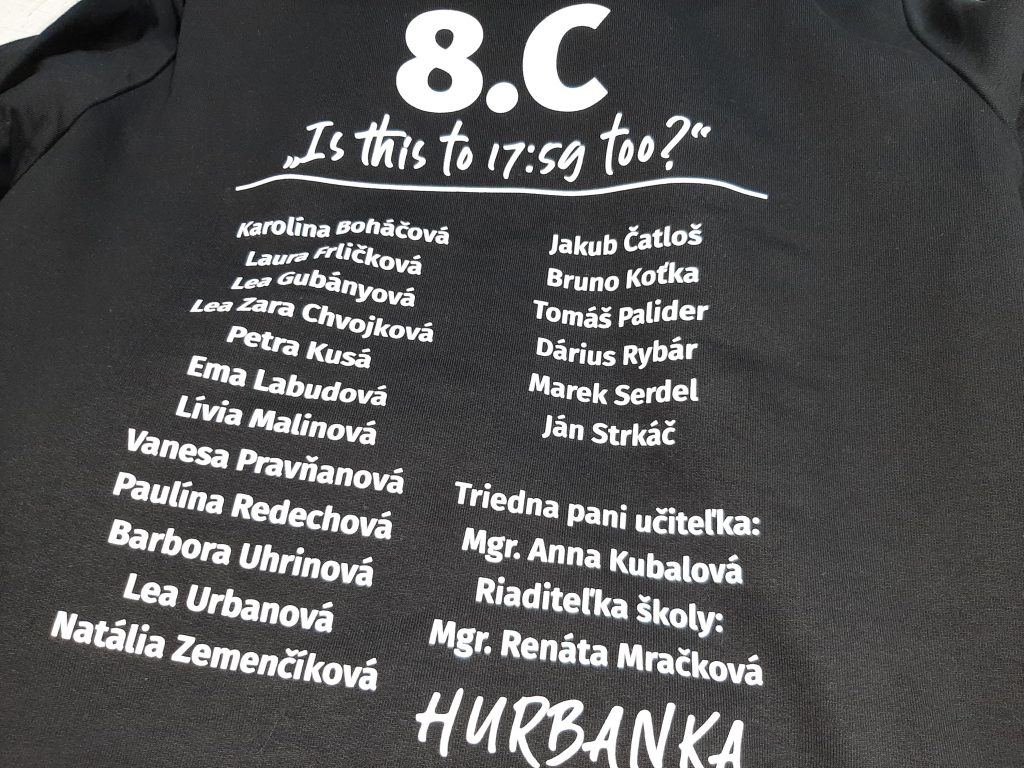 8.C
„Is this to 17:59 too?“
Karolína Boháčová
Laura Frličková
Lea Gubányová
Lea Zara Chvojková
Petra Kusá
Ema Labudová
Lívia Malinová
Vanesa Pravňanová
Paulína Redechová
Barbora Uhrinová
Lea Urbanová
Natália Zemenčíková
Jakub Čatloš
Bruno Koťka
Tomáš Palider
Dárius Rybár
Marek Serdel
Ján Strkáč
Triedna pani učiteľka:
Mgr. Anna Kubalová
Riaditeľka školy:
Mgr. Renáta Mračková
HURBANKA